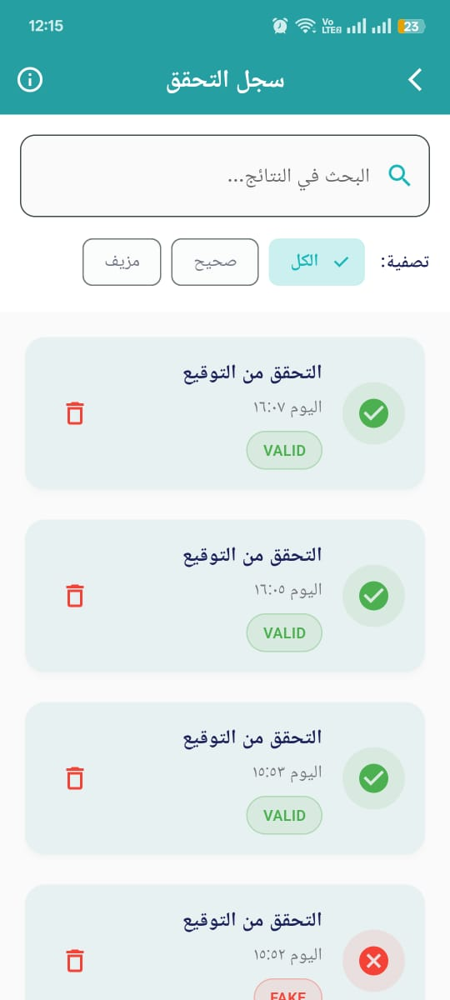 12:15
Vo LTE 23
سجل التحقق
البحث في النتائج...
تصفية: الكل صحيح مزيف
التحقق من التوقيع
اليوم ١٦:٠٧
VALID
التحقق من التوقيع
اليوم ١٦:٠٥
VALID
التحقق من التوقيع
اليوم ١٥:٥٣
VALID
التحقق من التوقيع
اليوم ١٥:٥٢
FAKE